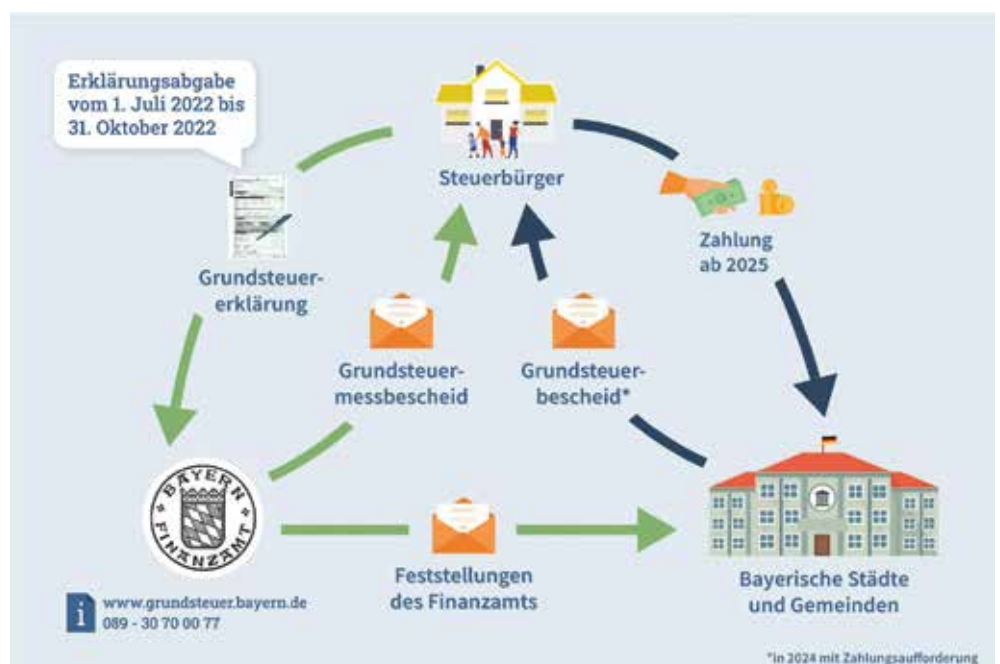 Erklärungsabgabe
vom 1. Juli 2022 bis
31. Oktober 2022
Steuerbürger
Grundsteuer-
erklärung
Zahlung
ab 2025
Grundsteuer-
messbescheid
Grundsteuer-
bescheid*
BAYERN
FINANZAMT
Feststellungen
des Finanzamts
Bayerische Städte
und Gemeinden
i
www.grundsteuer.bayern.de
089 - 30 70 00 77
*in 2024 mit Zahlungsaufforderung